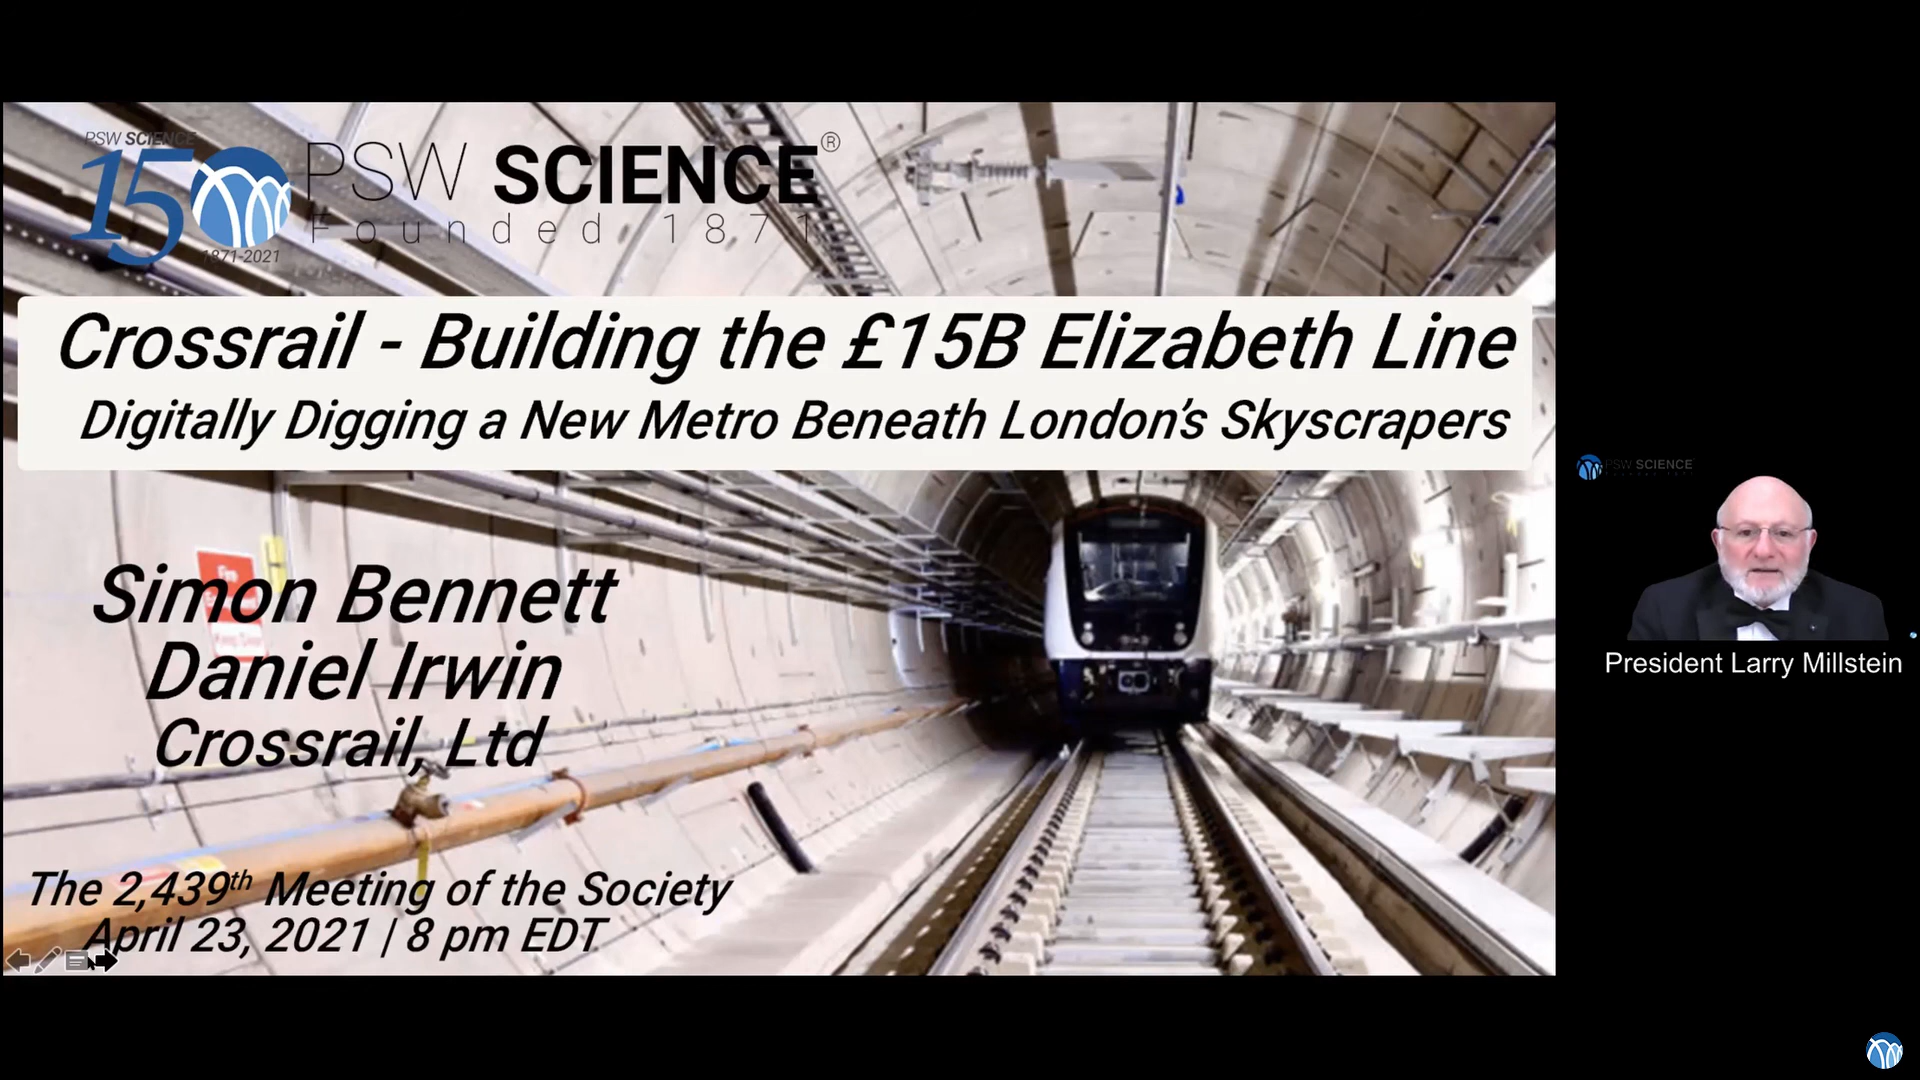 PSW SCIENCE
150
1871-2021
PSW SCIENCE®
Founded 1871
Crossrail - Building the £15B Elizabeth Line
Digitally Digging a New Metro Beneath London's Skyscrapers
Simon Bennett
Daniel Irwin
Crossrail, Ltd
The 2,439th Meeting of the Society
April 23, 2021 | 8 pm EDT
PSW SCIENCE
President Larry Millstein